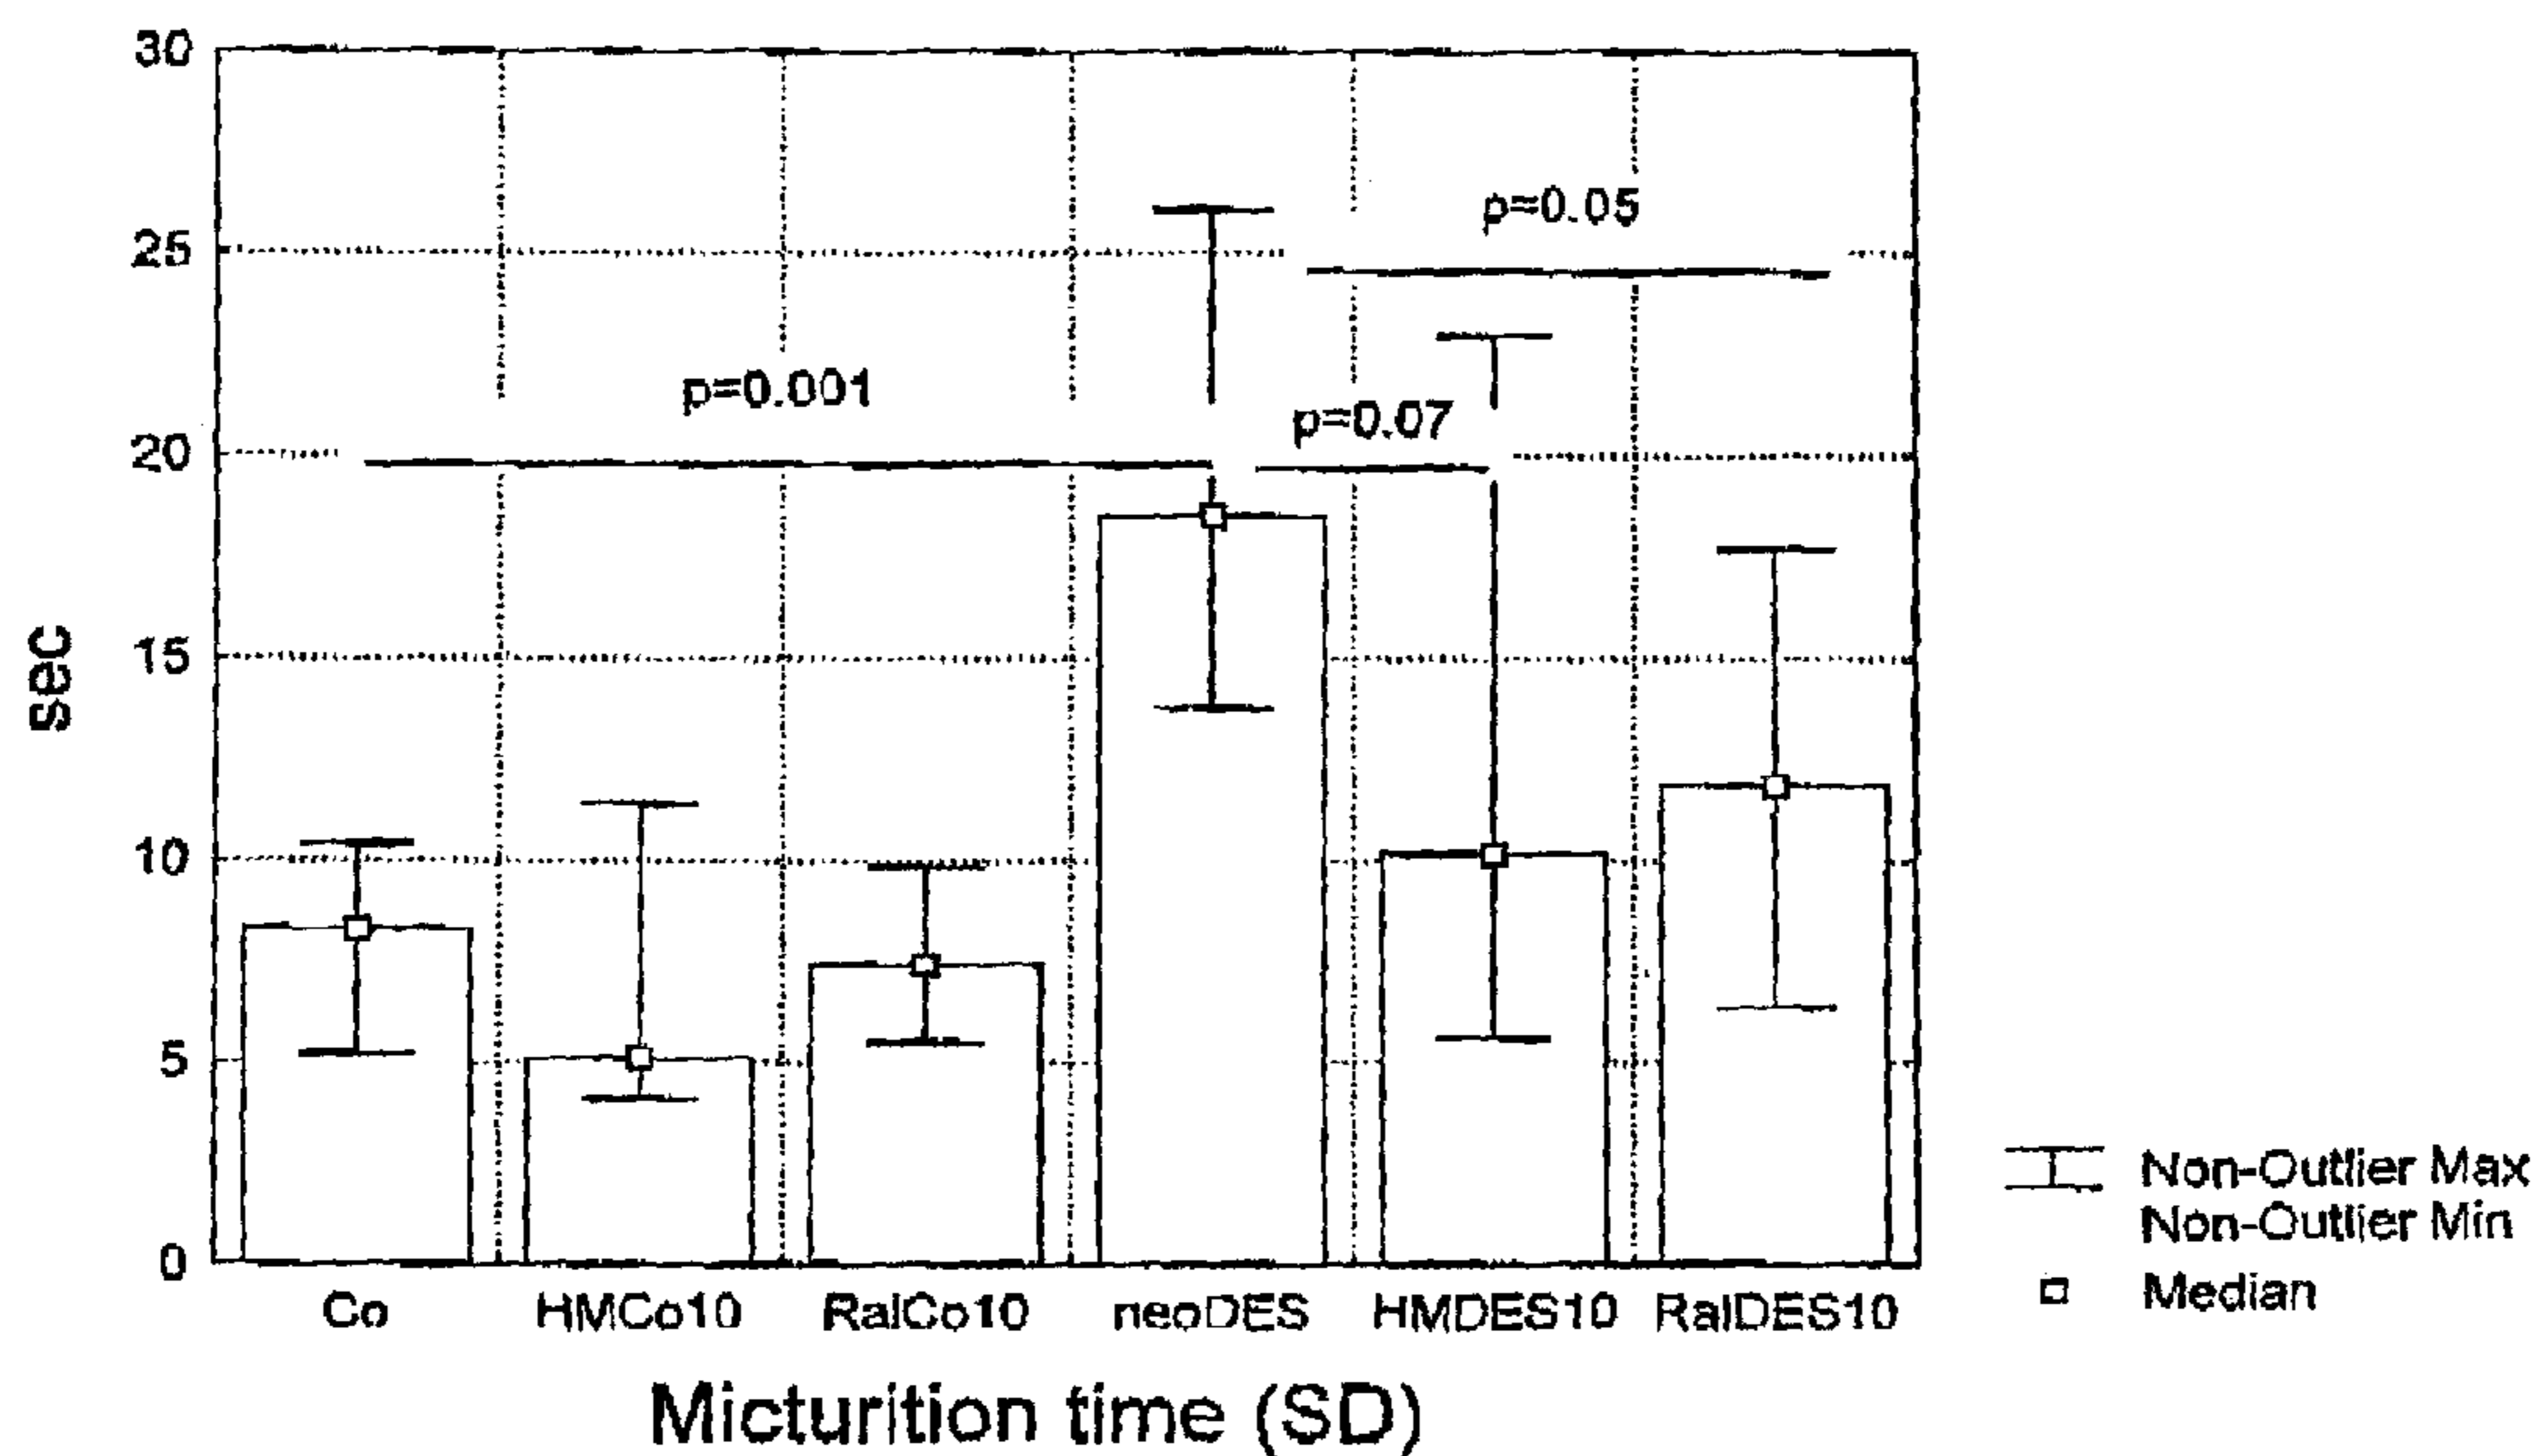 30
25
20
15
10
5
0
sec
p=0.001
p=0.07
p=0.05
Co HMCo10 RalCo10 neoDES HMDES10 RalDES10
Micturition time (SD)
Non-Outlier Max
Non-Outlier Min
Median